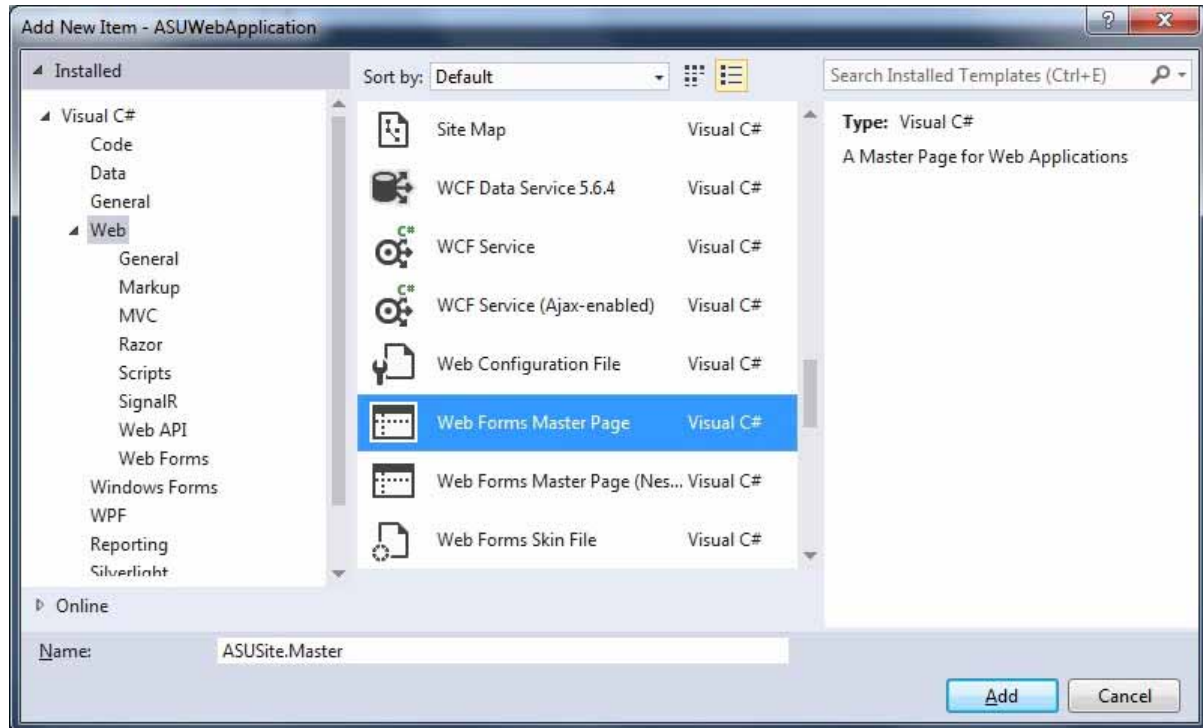 Add New Item - ASUWebApplication
Installed
Visual C#
Code
Data
General
Web
General
Markup
MVC
Razor
Scripts
SignalR
Web API
Web Forms
Windows Forms
WPF
Reporting
Silverlight
Online
Sort by: Default
Site Map Visual C#
WCF Data Service 5.6.4 Visual C#
C#
WCF Service Visual C#
C#
WCF Service (Ajax-enabled) Visual C#
Web Configuration File Visual C#
Web Forms Master Page Visual C#
Web Forms Master Page (Nes... Visual C#
Web Forms Skin File Visual C#
Search Installed Templates (Ctrl+E)
Type: Visual C#
A Master Page for Web Applications
Name: ASUSite.Master
Add Cancel